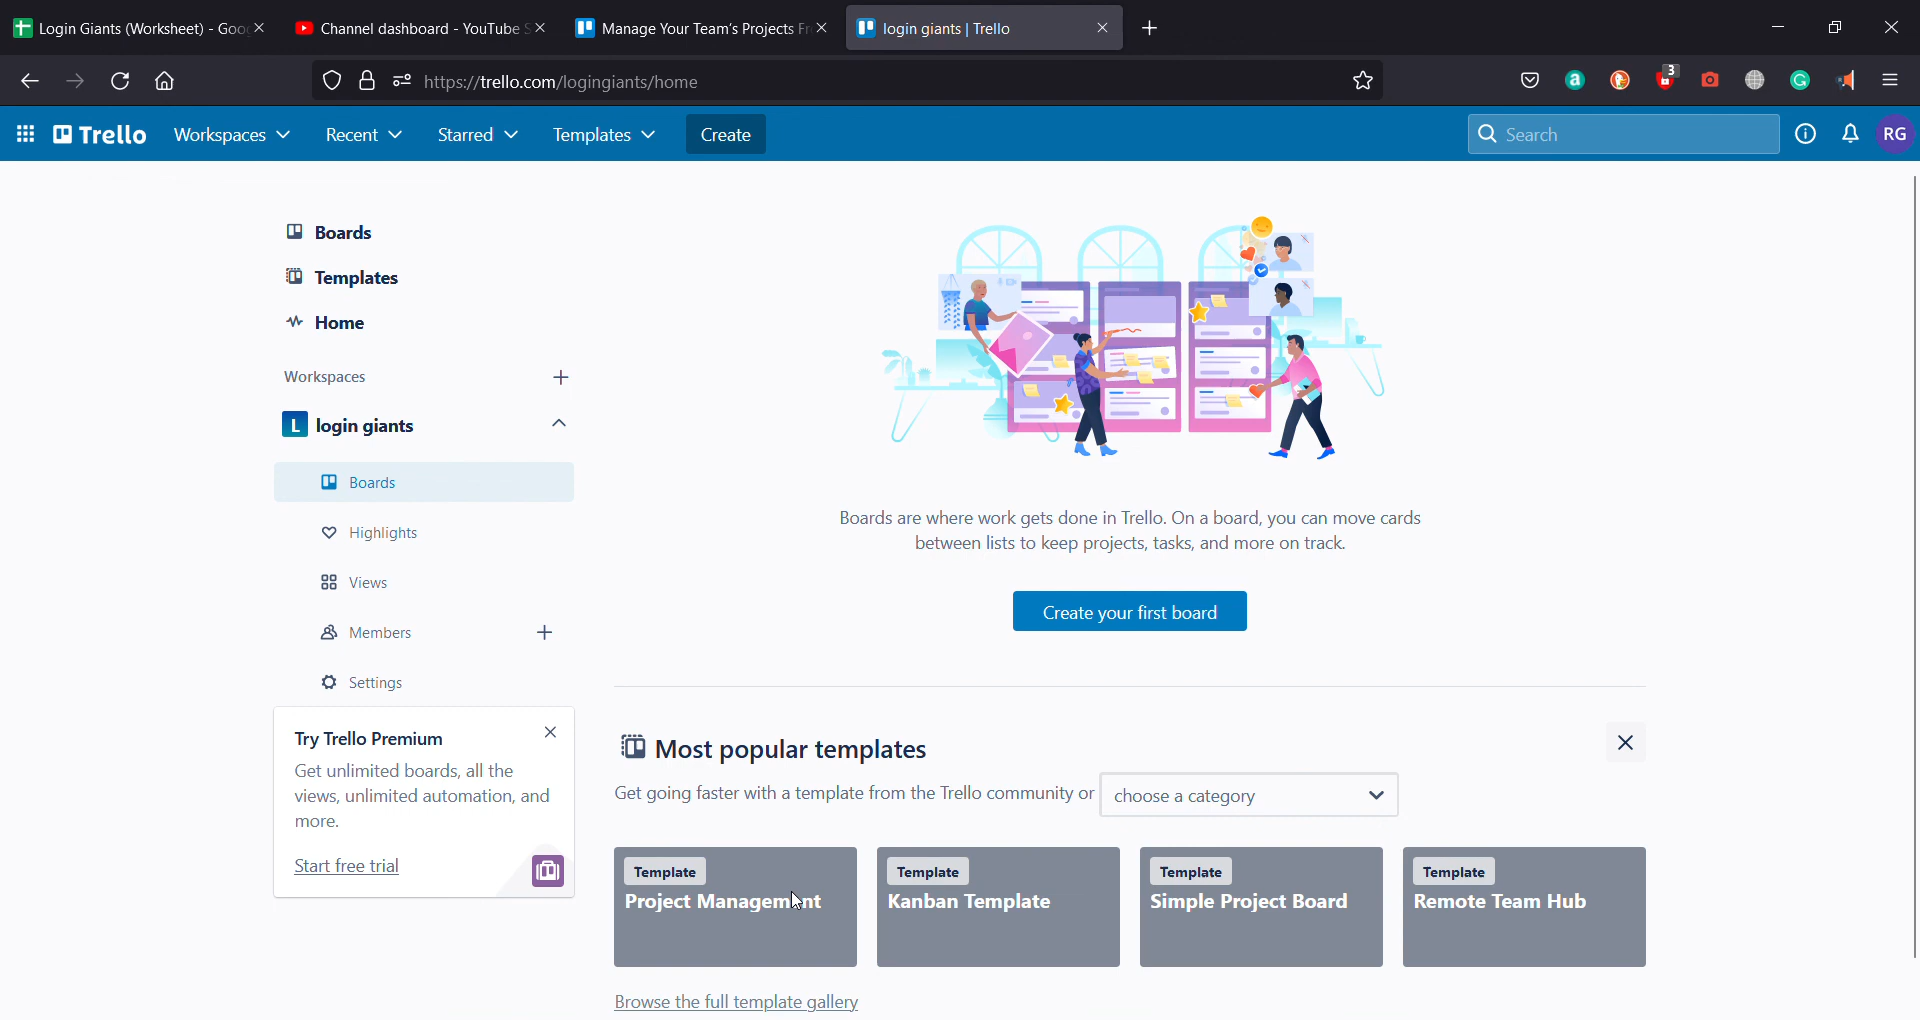 Login Giants (Worksheet) - Goo
Channel dashboard - YouTube S
Manage Your Team's Projects Fr
login giants | Trello
https://trello.com/logingiants/home
3
Trello
Workspaces
Recent
Starred
Templates
Create
Search
RG
Boards
Templates
Home
Workspaces
L login giants
Boards
Highlights
Views
Members
Settings
Try Trello Premium
Get unlimited boards, all the
views, unlimited automation, and
more.
Start free trial
Boards are where work gets done in Trello. On a board, you can move cards
between lists to keep projects, tasks, and more on track.
Create your first board
Most popular templates
Get going faster with a template from the Trello community or
choose a category
Template
Project Management
Template
Kanban Template
Template
Simple Project Board
Template
Remote Team Hub
Browse the full template gallery